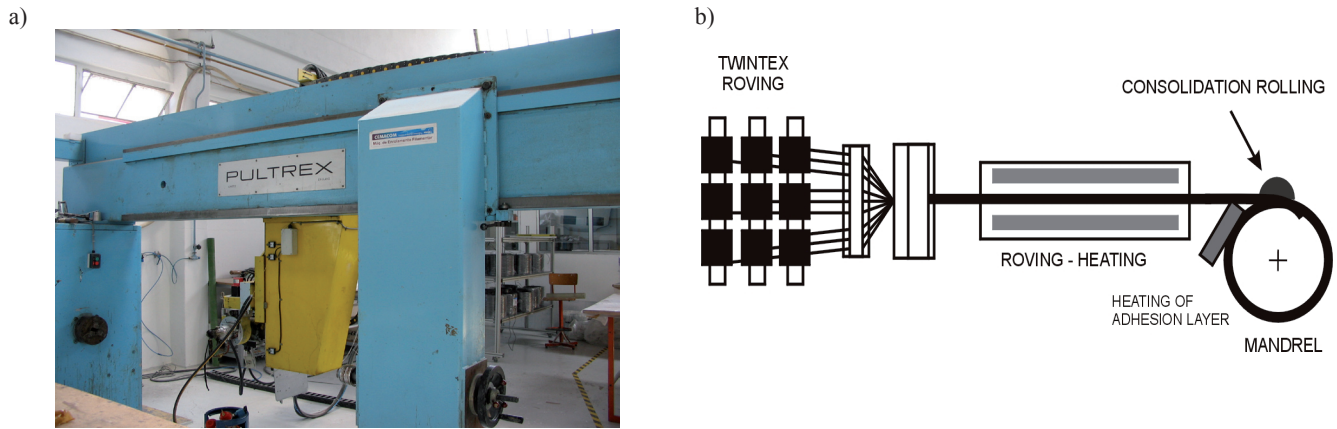 a)
b)
PULTREX
TWINTEX
ROVING
CONSOLIDATION ROLLING
ROVING - HEATING
HEATING OF
ADHESION LAYER
MANDREL